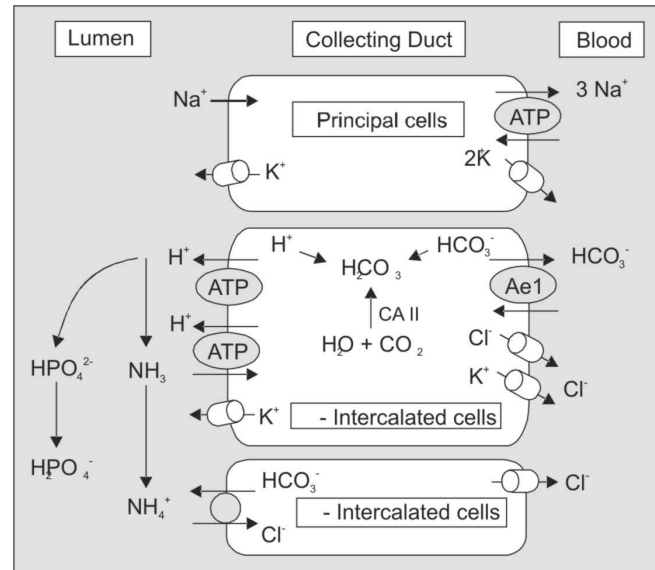 Lumen
Collecting Duct
Blood
Na⁺
3 Na⁺
ATP
Principal cells
2K⁺
K⁺
H⁺
H⁺
HCO₃⁻
HCO₃⁻
H₂CO₃
ATP
Ae1
CA II
H⁺
ATP
H₂O + CO₂
Cl⁻
HPO₄²⁻
NH₃
K⁺
Cl⁻
K⁺
- Intercalated cells
H₂PO₄⁻
HCO₃⁻
Cl⁻
NH₄⁺
- Intercalated cells
Cl⁻